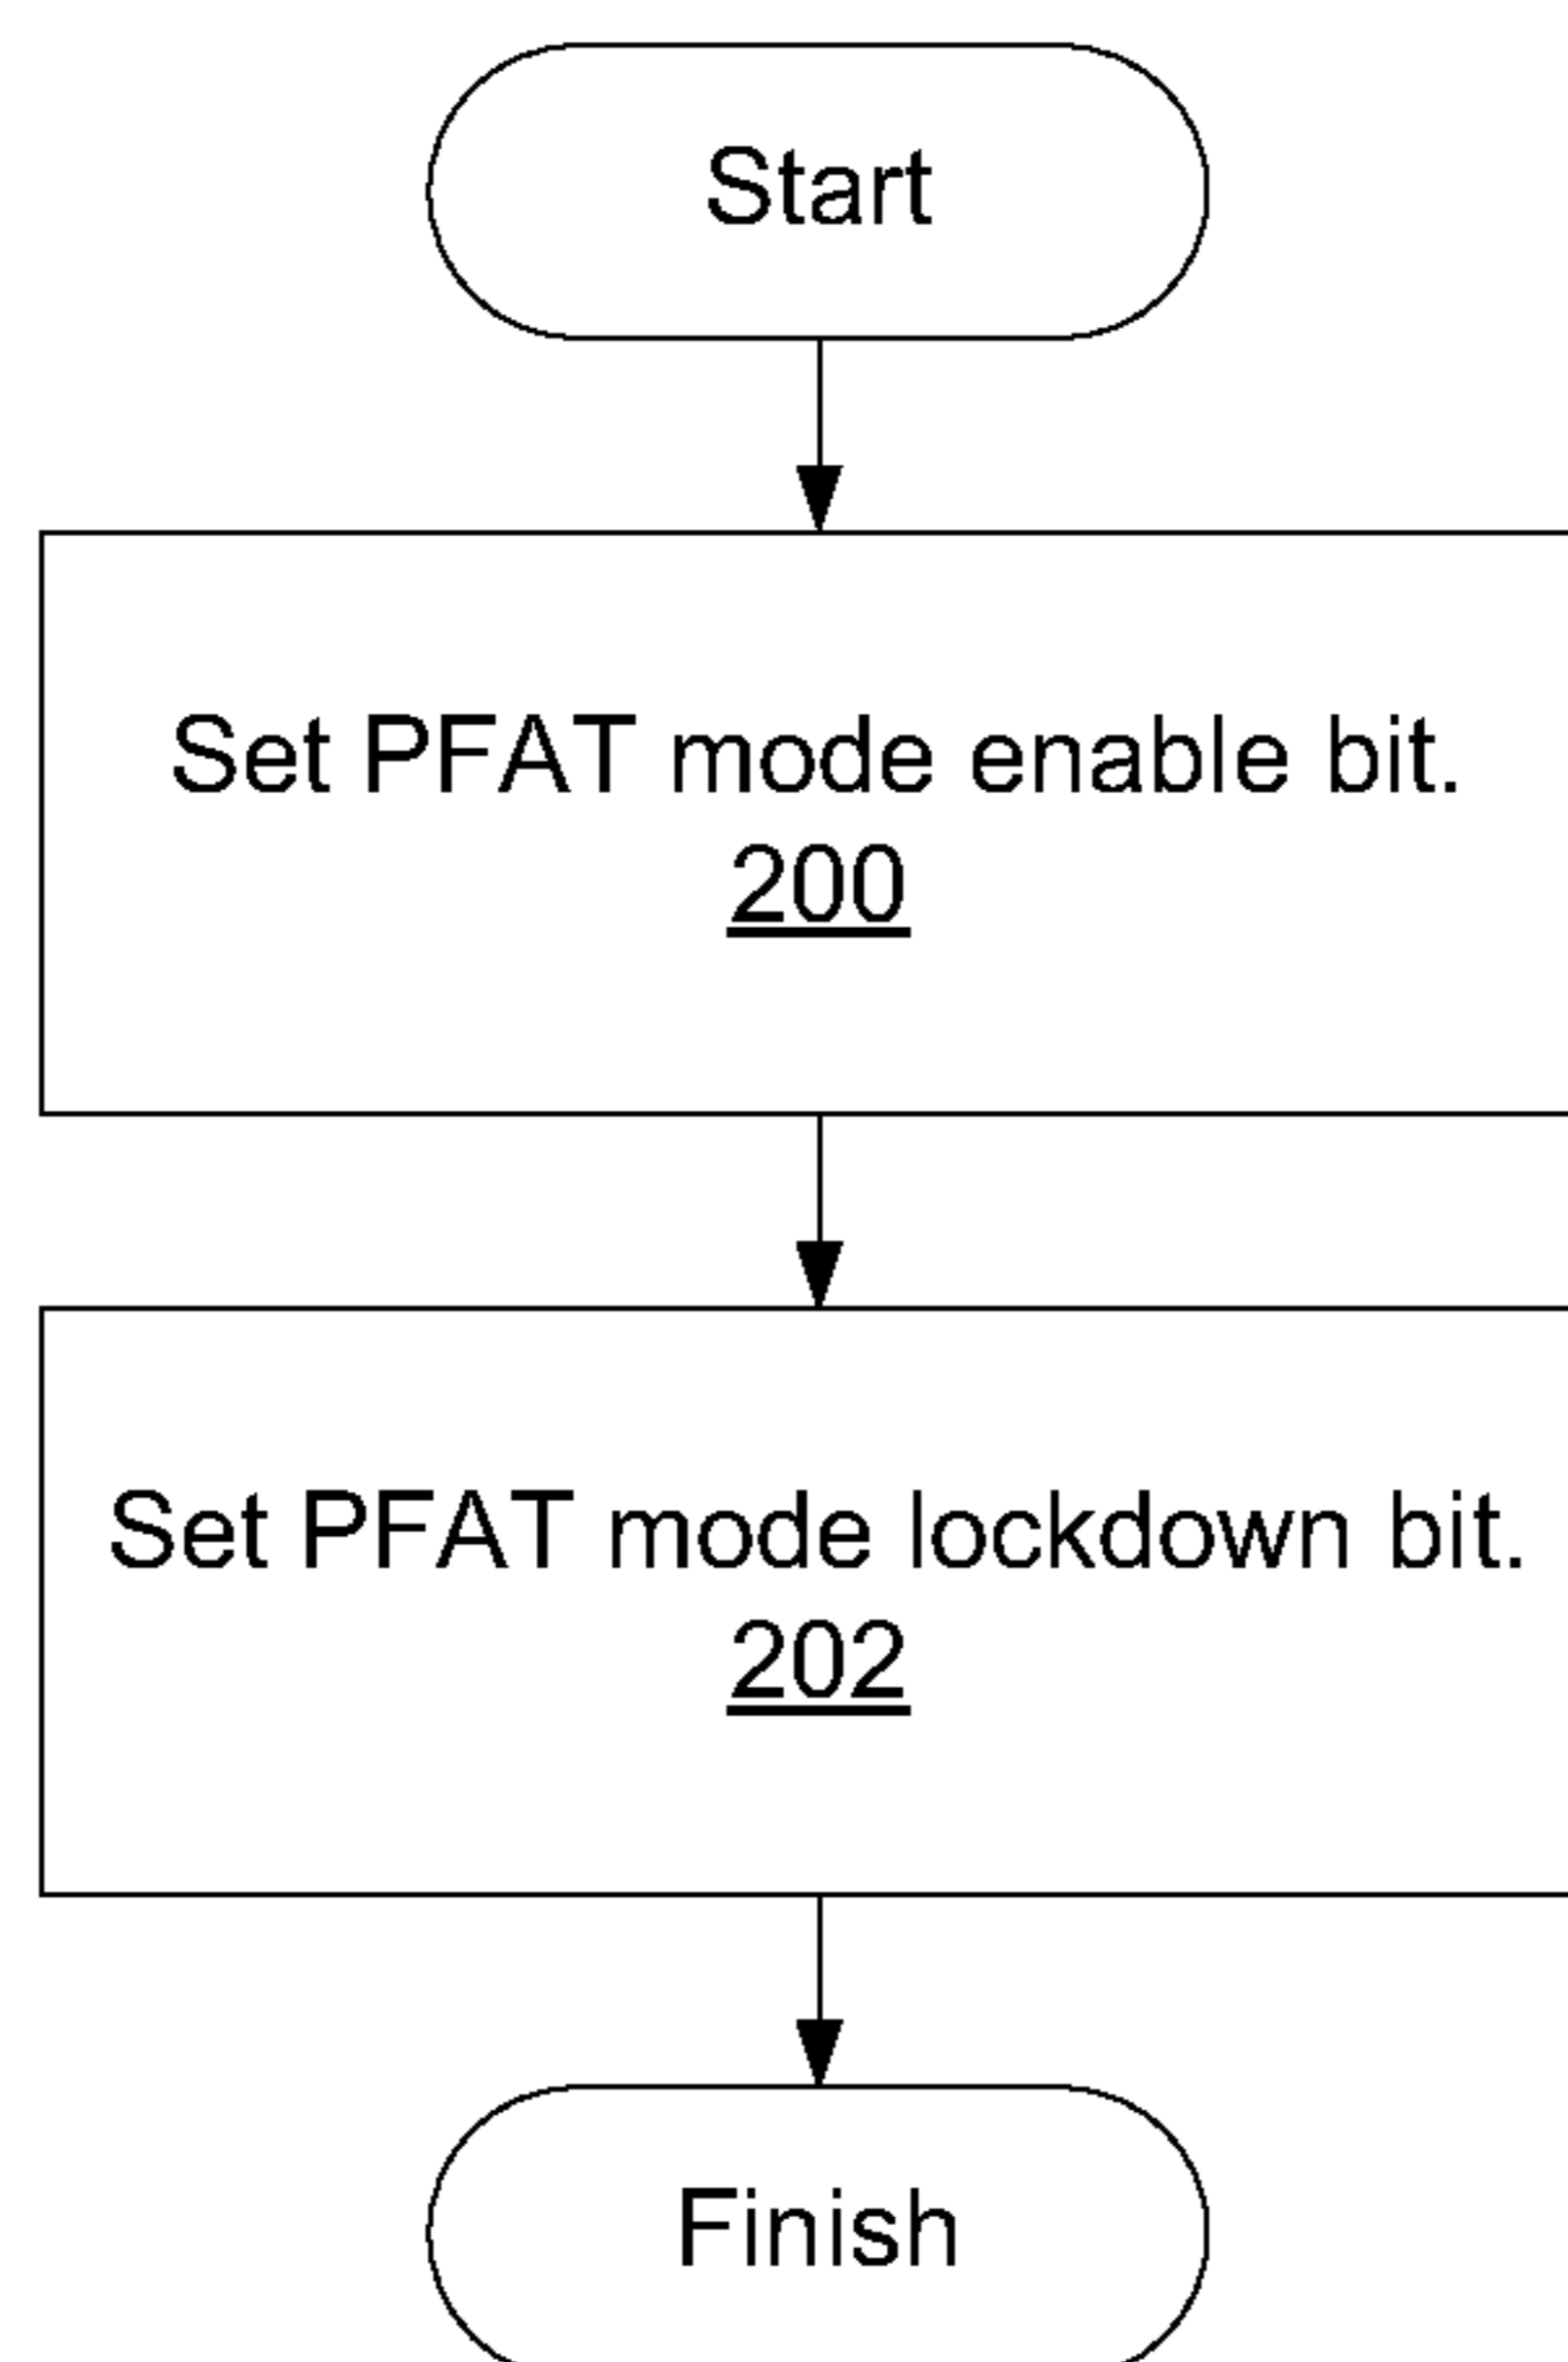 Start
Set PFAT mode enable bit.
200
Set PFAT mode lockdown bit.
202
Finish